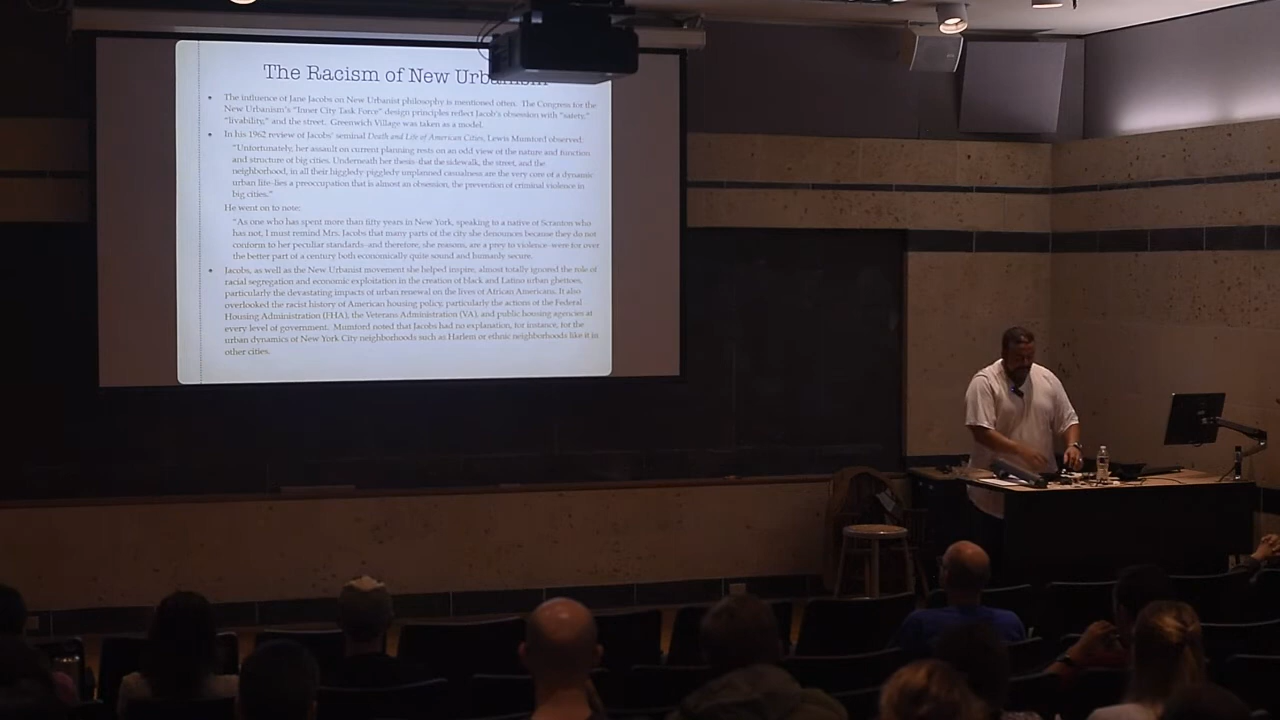 The Racism of New Urbanism
• The influence of Jane Jacobs on New Urbanist philosophy is mentioned often. The Congress for the
New Urbanism's "Inner City Task Force" design principles reflect Jacob's obsession with "safety,"
"livability," and the street. Greenwich Village was taken as a model.
• In his 1962 review of Jacobs' seminal Death and Life of American Cities, Lewis Mumford observed:
"Unfortunately, her assault on current planning rests on an odd view of the nature and function
and structure of big cities. Underneath her thesis-that the sidewalk, the street, and the
neighborhood, in all their higgledy-piggledy unplanned casualness are the very core of a dynamic
urban life-lies a preoccupation that is almost an obsession, the prevention of criminal violence in
big cities."
He went on to note:
"As one who has spent more than fifty years in New York, speaking to a native of Scranton who
has not, I must remind Mrs. Jacobs that many parts of the city she denounces because they do not
conform to her peculiar standards-and therefore, she reasons, are a prey to violence-were for over
the better part of a century both economically quite sound and humanly secure.
• Jacobs, as well as the New Urbanist movement she helped inspire, almost totally ignored the role of
racial segregation and economic exploitation in the creation of black and Latino urban ghettoes,
particularly the devastating impacts of urban renewal on the lives of African Americans. It also
overlooked the racist history of American housing policy, particularly the actions of the Federal
Housing Administration (FHA), the Veterans Administration (VA), and public housing agencies at
every level of government. Mumford noted that Jacobs had no explanation, for instance, for the
urban dynamics of New York City neighborhoods such as Harlem or ethnic neighborhoods like it in
other cities.